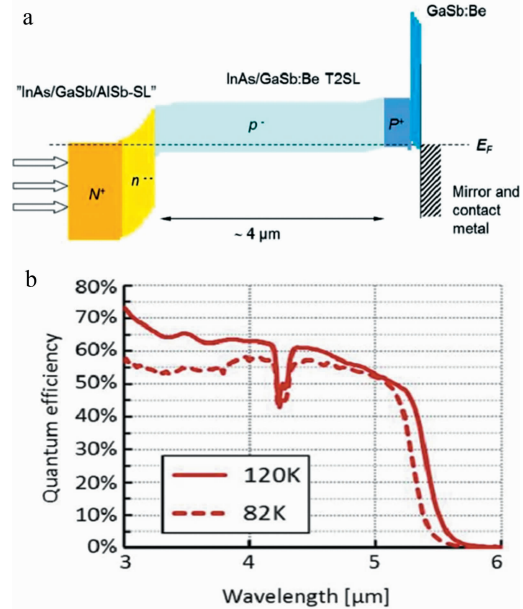 a
GaSb:Be
"InAs/GaSb/AlSb-SL"
InAs/GaSb:Be T2SL
p-
P+
E_F
N+
n--
Mirror and
contact
metal
~ 4 µm
b
80%
70%
60%
50%
40%
30%
20%
10%
0%
Quantum efficiency
120K
82K
3 4 5 6
Wavelength [µm]